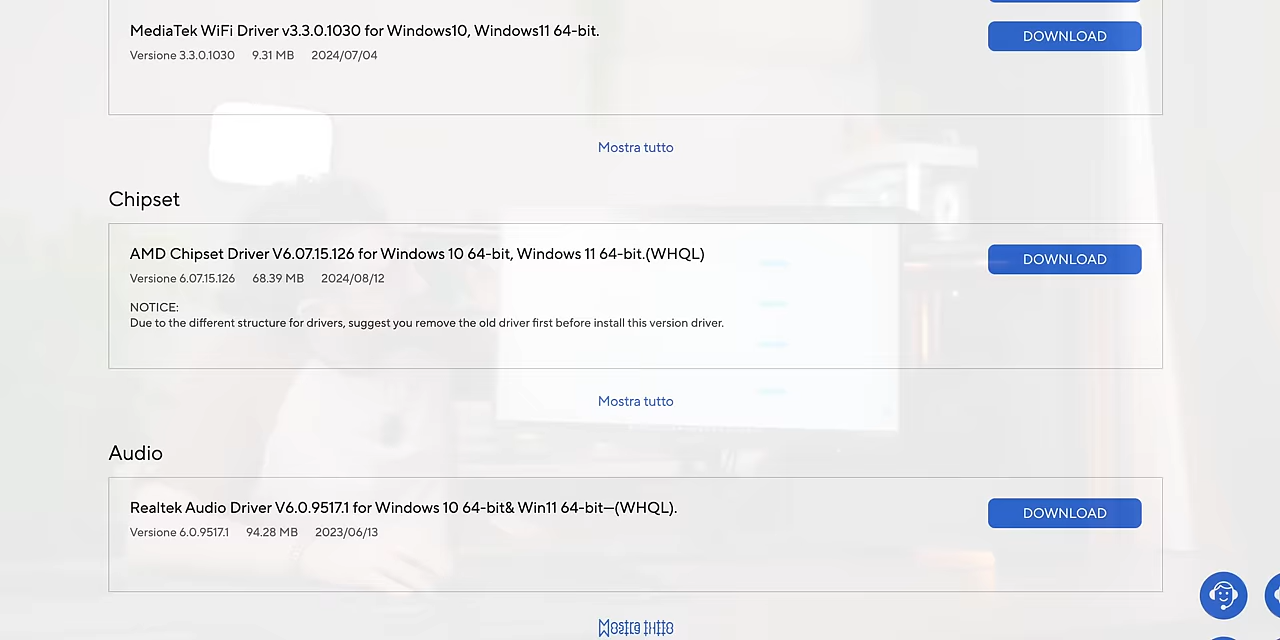 MediaTek WiFi Driver v3.3.0.1030 for Windows10, Windows11 64-bit.
DOWNLOAD
Versione 3.3.0.1030 9.31 MB 2024/07/04
Mostra tutto
Chipset
AMD Chipset Driver V6.07.15.126 for Windows 10 64-bit, Windows 11 64-bit.(WHQL)
DOWNLOAD
Versione 6.07.15.126 68.39 MB 2024/08/12
NOTICE:
Due to the different structure for drivers, suggest you remove the old driver first before install this version driver.
Mostra tutto
Audio
Realtek Audio Driver V6.0.9517.1 for Windows 10 64-bit& Win11 64-bit—(WHQL).
DOWNLOAD
Versione 6.0.9517.1 94.28 MB 2023/06/13
Mostra tutto